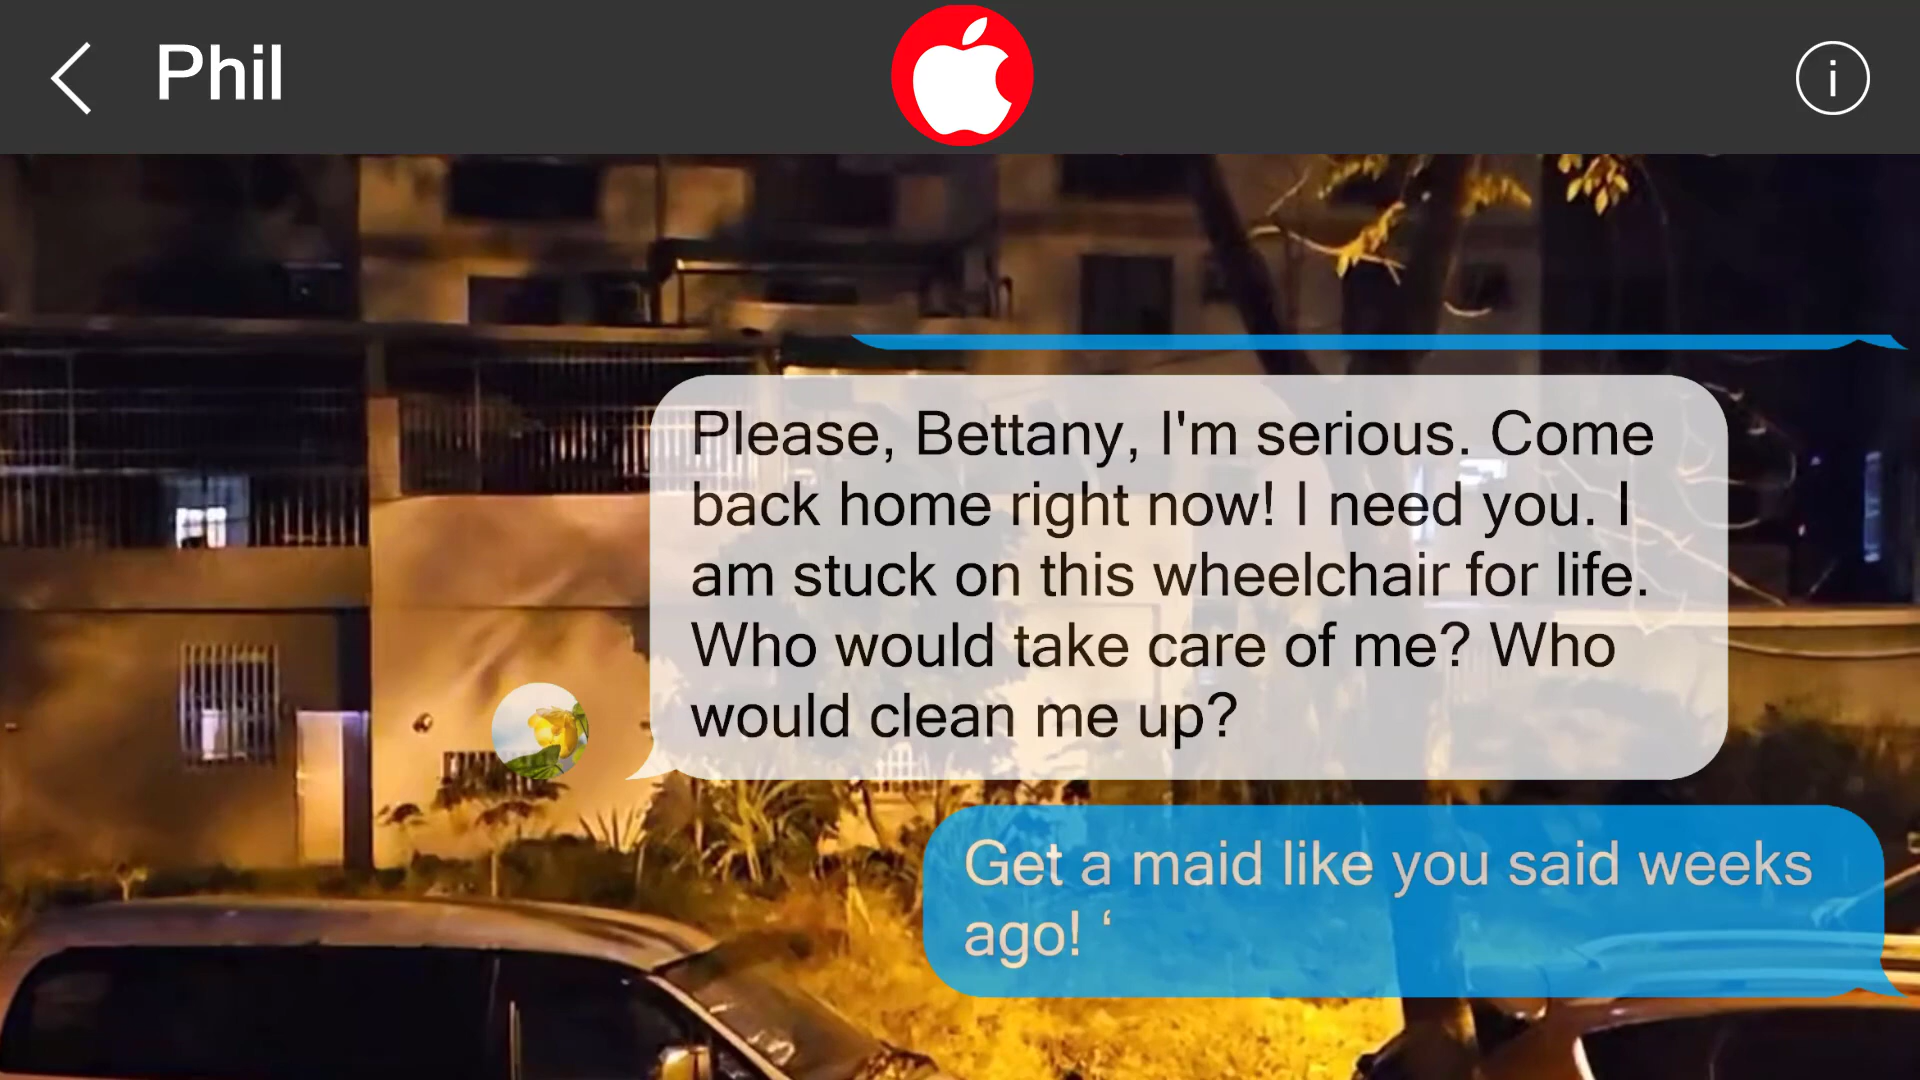 Phil
i
Please, Bettany, I'm serious. Come
back home right now! I need you. I
am stuck on this wheelchair for life.
Who would take care of me? Who
would clean me up?
Get a maid like you said weeks
ago! ‘